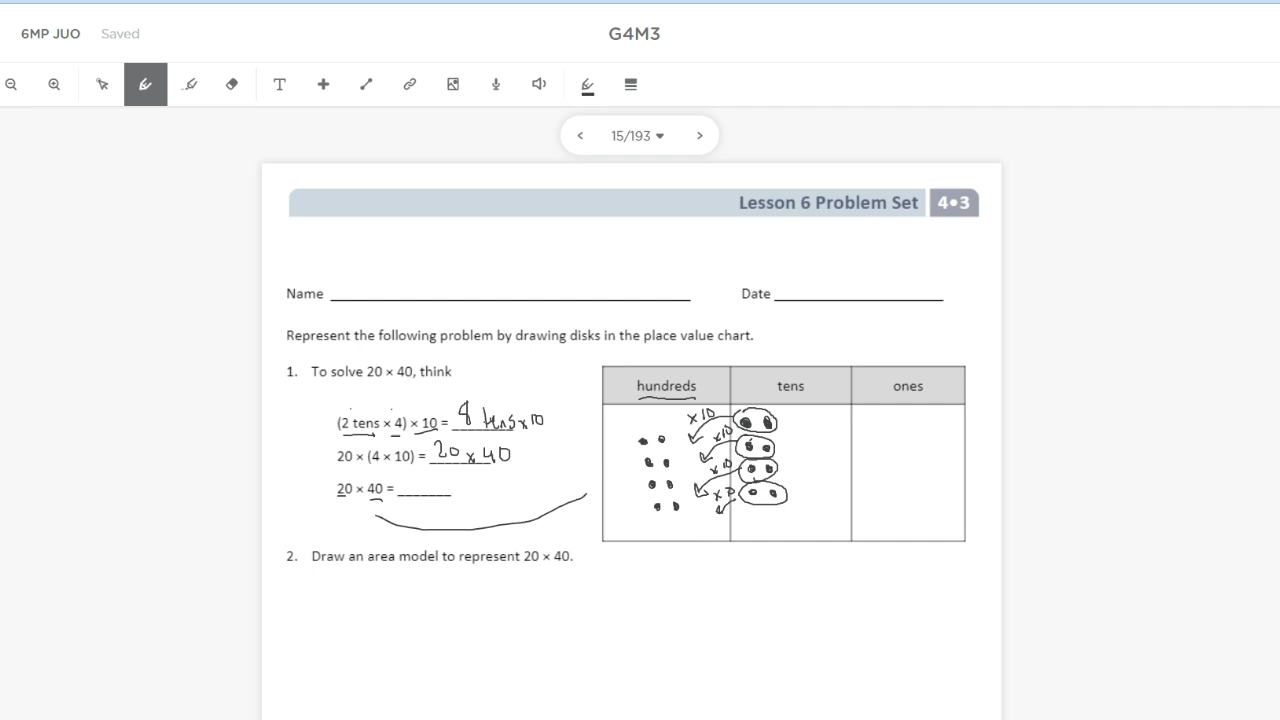 6MP JUO Saved G4M3
15/193
Lesson 6 Problem Set 4•3
Name Date
Represent the following problem by drawing disks in the place value chart.
1. To solve 20 × 40, think
hundreds tens ones
(2 tens × 4) × 10 = 8 tens x 10
20 × (4 × 10) = 20 x 40
20 × 40 =
x10
x10
x10
2. Draw an area model to represent 20 × 40.